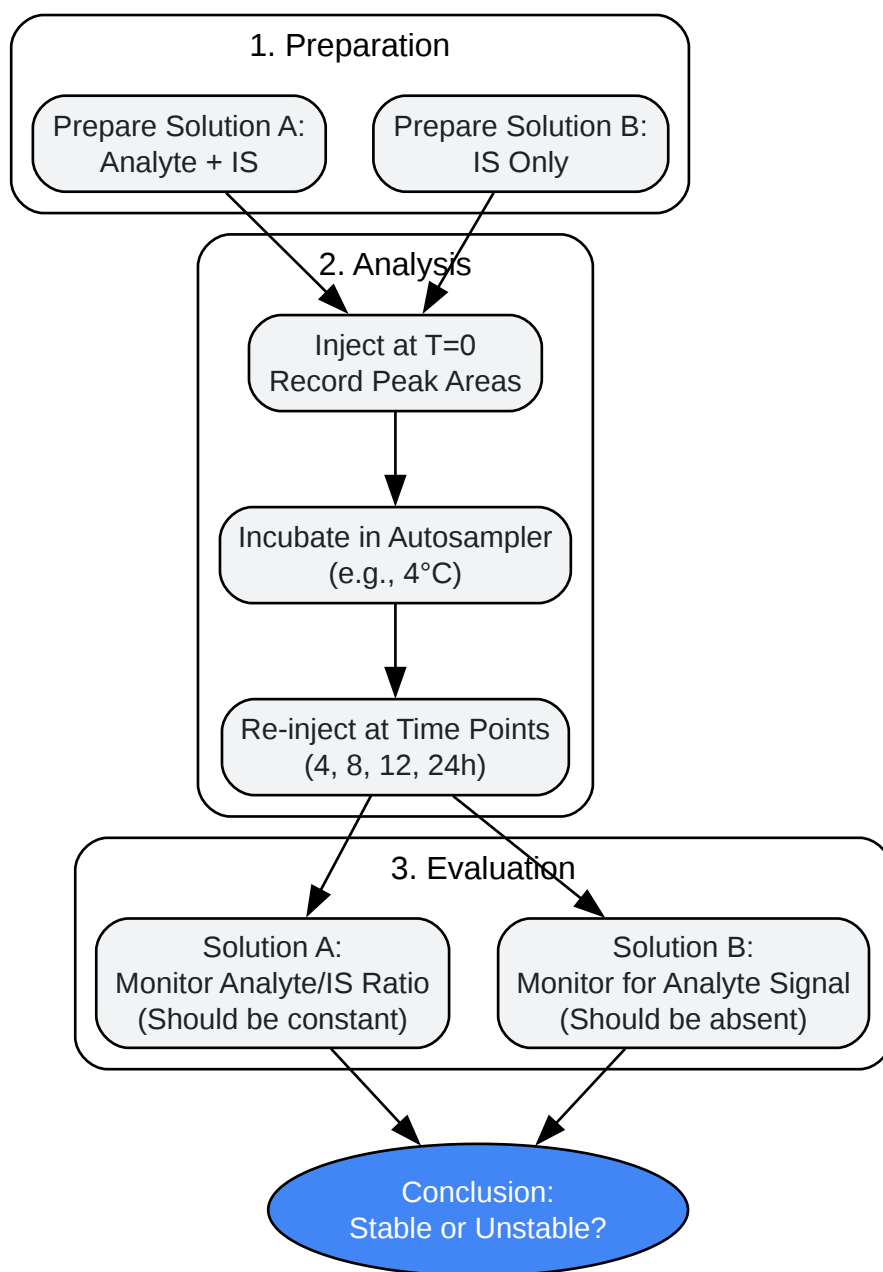 1. Preparation
Prepare Solution A:
Analyte + IS
Prepare Solution B:
IS Only
2. Analysis
Inject at T=0
Record Peak Areas
Incubate in Autosampler
(e.g., 4°C)
Re-inject at Time Points
(4, 8, 12, 24h)
3. Evaluation
Solution A:
Monitor Analyte/IS Ratio
(Should be constant)
Solution B:
Monitor for Analyte Signal
(Should be absent)
Conclusion:
Stable or Unstable?